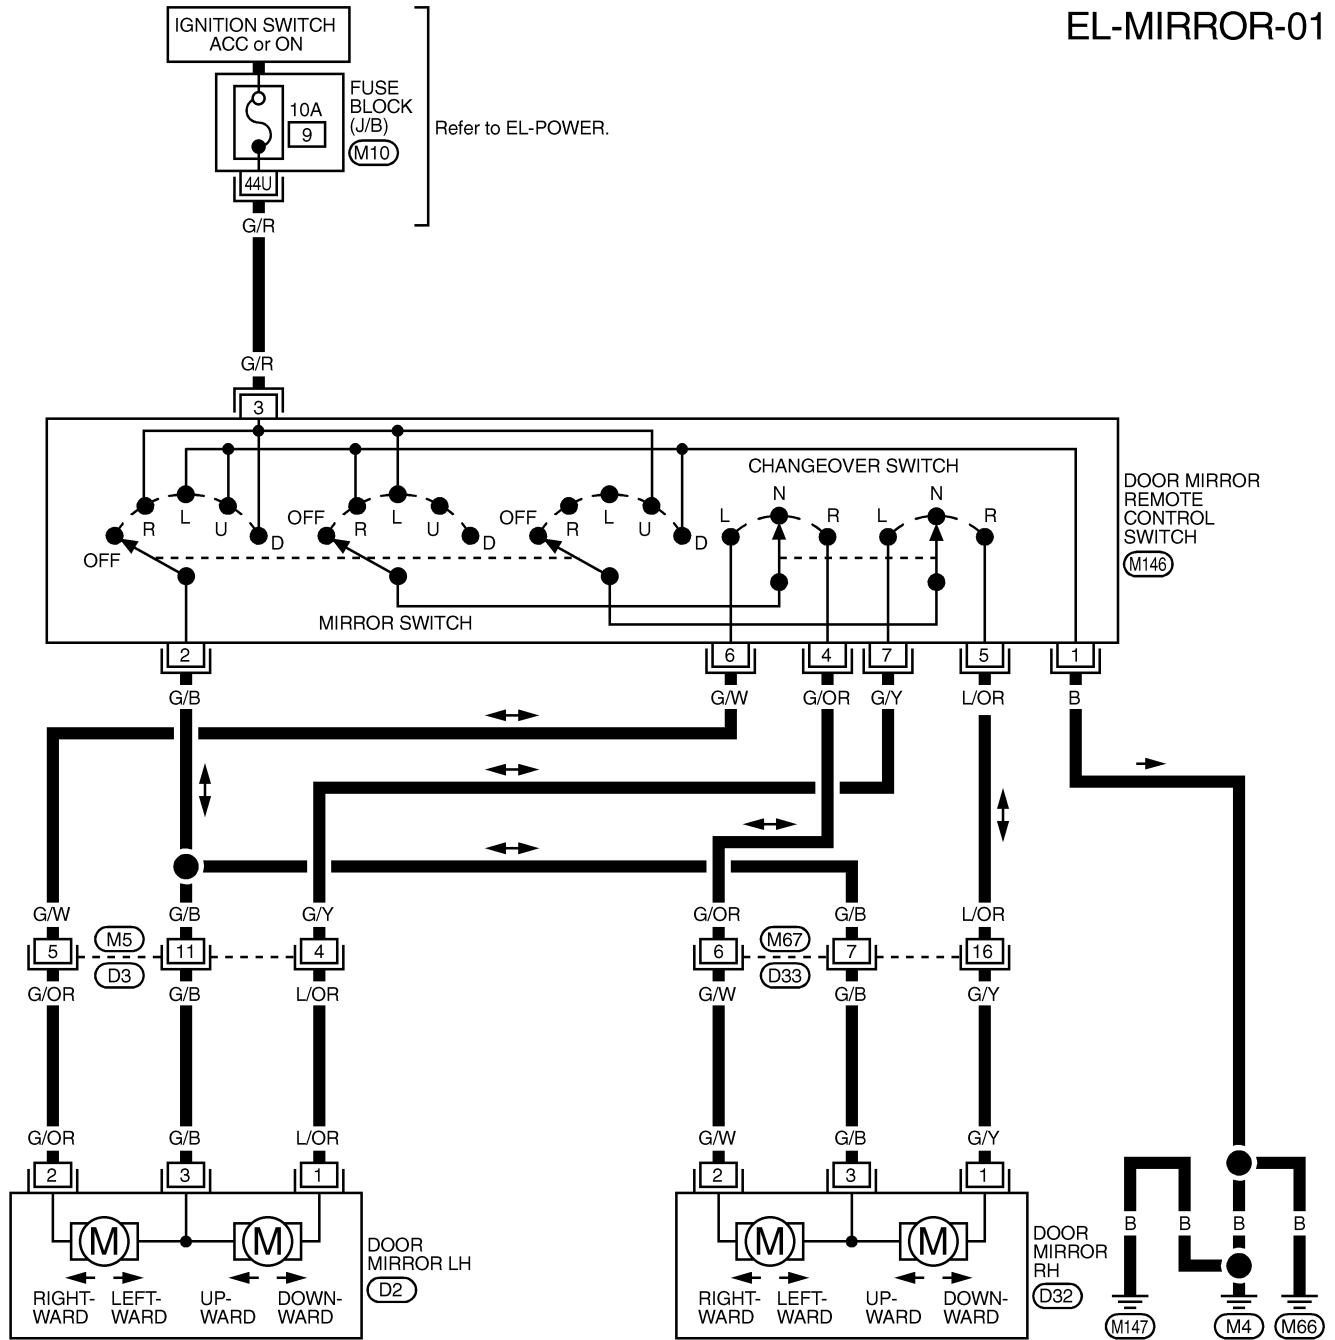 EL-MIRROR-01
IGNITION SWITCH
ACC or ON
FUSE
BLOCK
(J/B)
M10
10A
9
Refer to EL-POWER.
44U
G/R
G/R
3
CHANGEOVER SWITCH
DOOR MIRROR
REMOTE
CONTROL
SWITCH
M146
OFF R L U D
OFF R L U D
OFF R L U D
L N R
L N R
MIRROR SWITCH
2 6 4 7 5 1
G/B G/W G/OR G/Y L/OR B
G/W G/B G/Y G/OR G/B L/OR
5 M5 11 4 6 M67 7 16
D3 D33
G/OR G/B L/OR G/W G/B G/Y
G/OR G/B L/OR G/W G/B G/Y
2 3 1 2 3 1
M M M M
DOOR
MIRROR LH
D2
DOOR
MIRROR
RH
D32
RIGHT-
WARD
LEFT-
WARD
UP-
WARD
DOWN-
WARD
RIGHT-
WARD
LEFT-
WARD
UP-
WARD
DOWN-
WARD
B B B B
M147 M4 M66